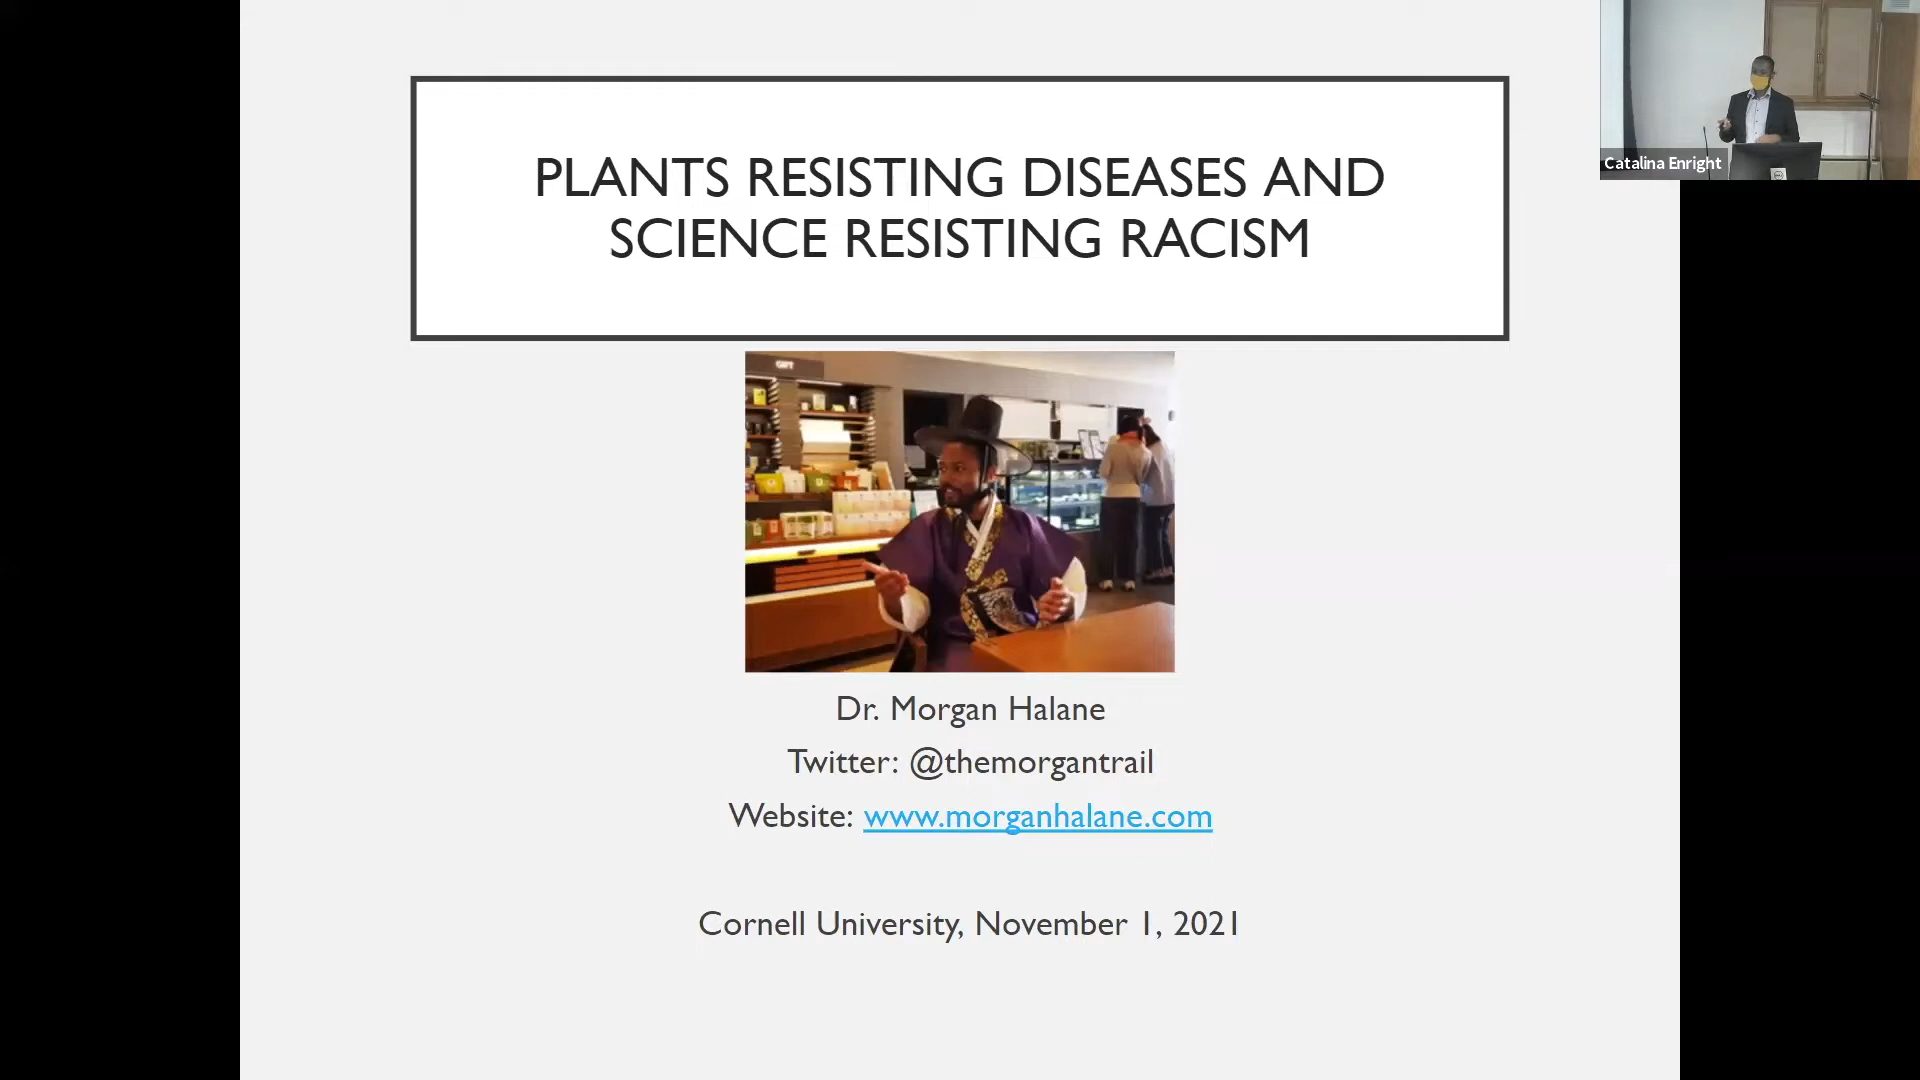 PLANTS RESISTING DISEASES AND
SCIENCE RESISTING RACISM
GIFT
Dr. Morgan Halane
Twitter: @themorgantrail
Website: www.morganhalane.com
Cornell University, November 1, 2021
Catalina Enright